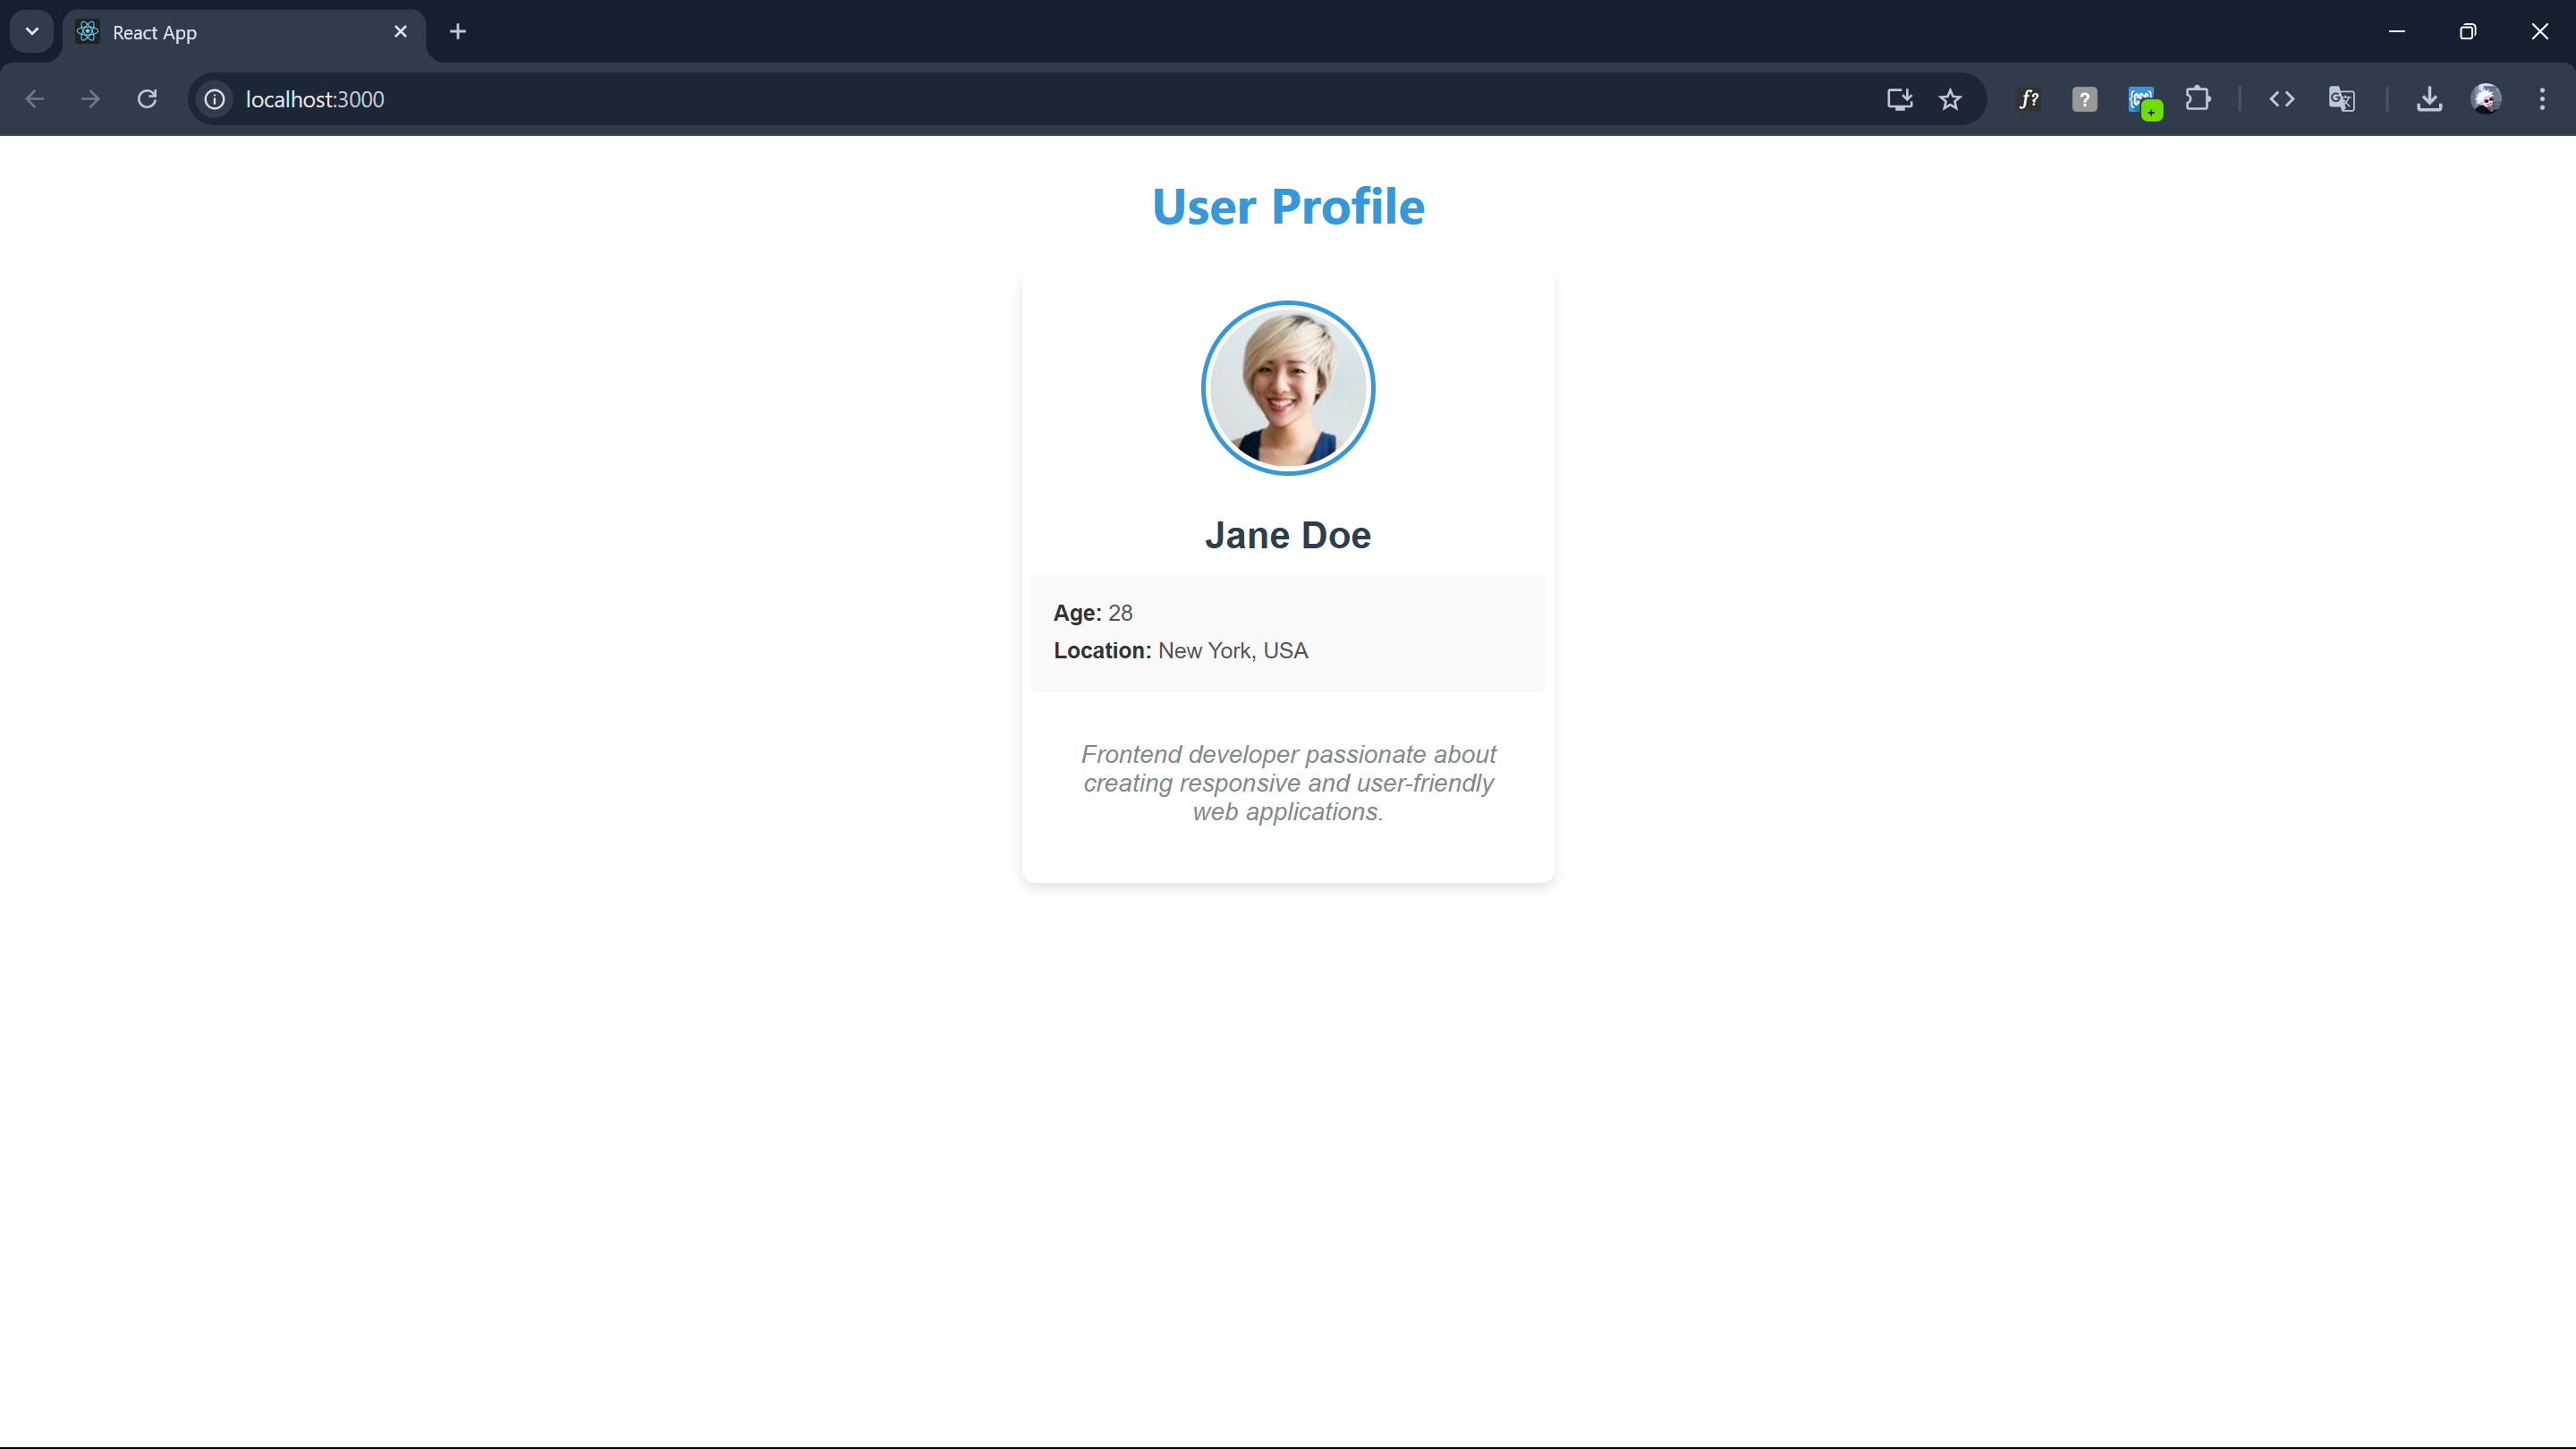 React App
localhost:3000
f?
?
User Profile
Jane Doe
Age: 28
Location: New York, USA
Frontend developer passionate about
creating responsive and user-friendly
web applications.